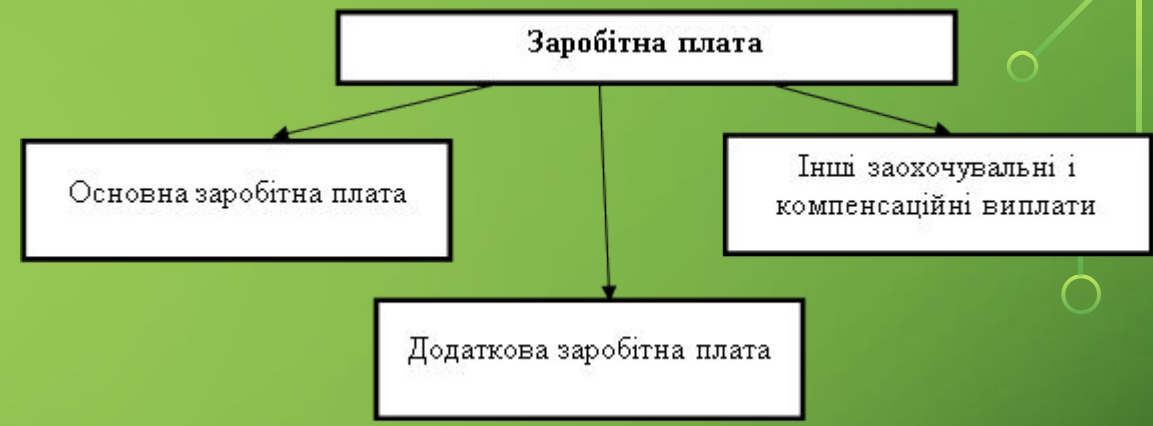 Заробітна плата
Основна заробітна плата
Інші заохочувальні і
компенсаційні виплати
Додаткова заробітна плата